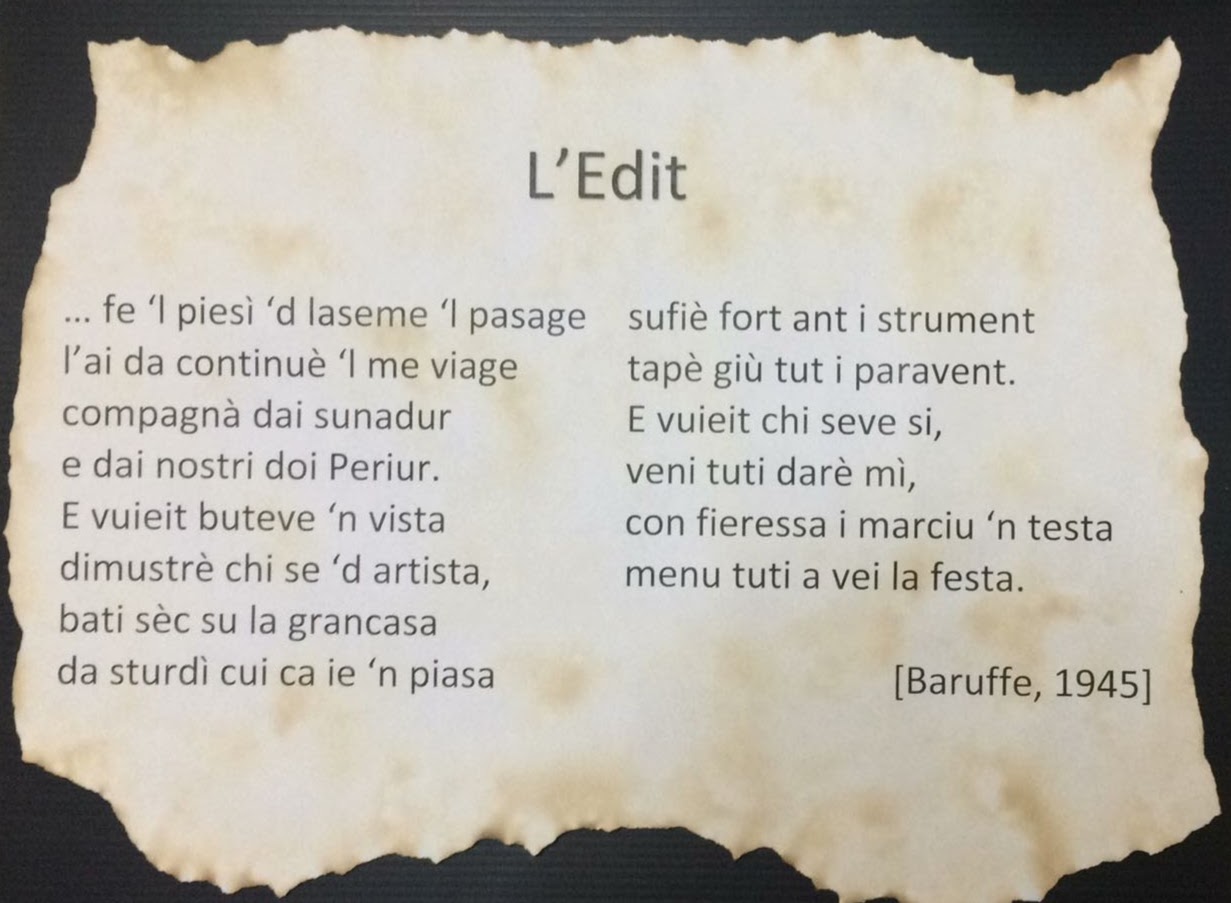 L’Edit
... fe ‘l piesì ‘d laseme ‘l pasage
l’ai da continuè ‘l me viage
compagnà dai sunadur
e dai nostri doi Periur.
E vuieit buteve ‘n vista
dimustrè chi se ‘d artista,
bati sèc su la grancasa
da sturdì cui ca ie ‘n piasa
sufiè fort ant i strument
tapè giù tut i paravent.
E vuieit chi seve si,
veni tuti darè mì,
con fieressa i marciu ‘n testa
menu tuti a vei la festa.
[Baruffe, 1945]